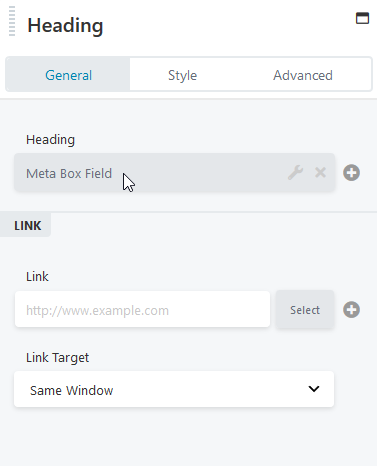 Heading
General
Style
Advanced
Heading
Meta Box Field
LINK
Link
http://www.example.com
Select
Link Target
Same Window